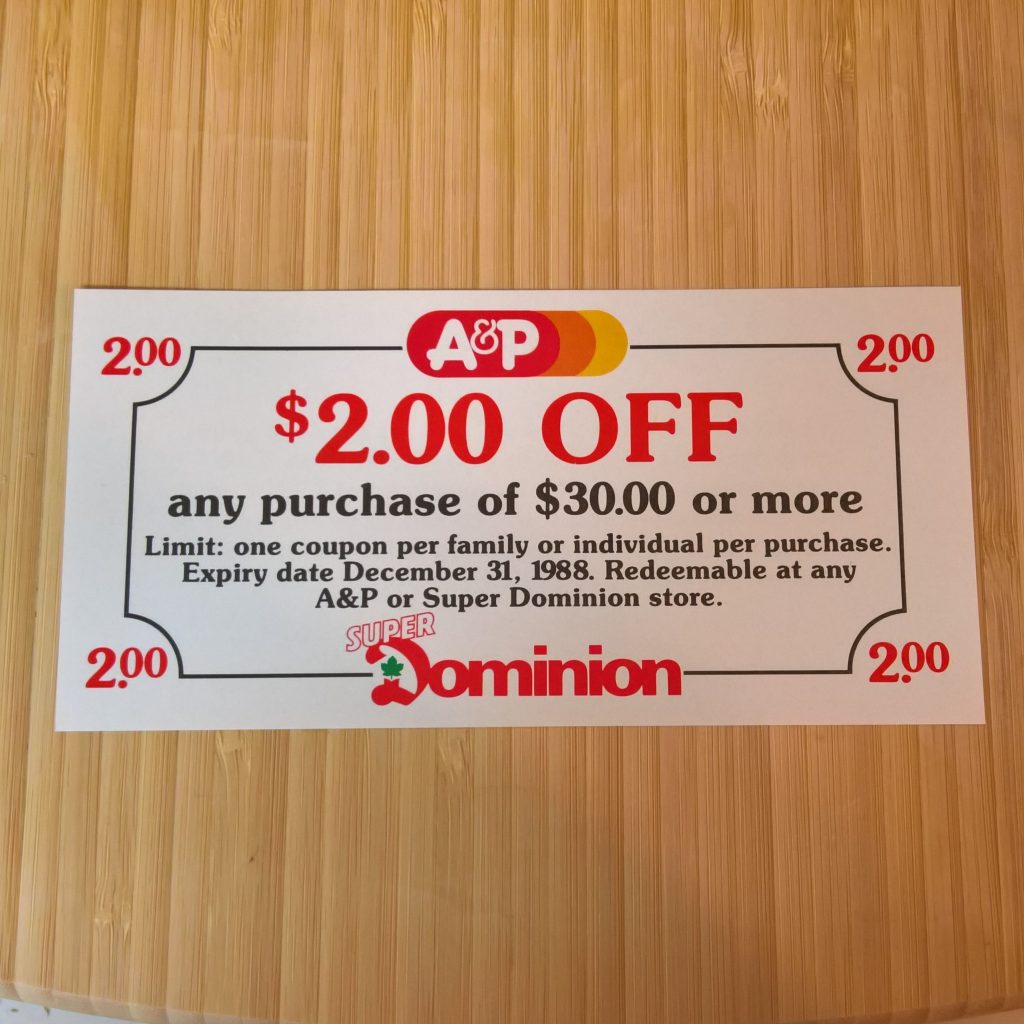 A&P
2.00 2.00
$2.00 OFF
any purchase of $30.00 or more
Limit: one coupon per family or individual per purchase.
Expiry date December 31, 1988. Redeemable at any
A&P or Super Dominion store.
SUPER
2.00 2.00
Dominion